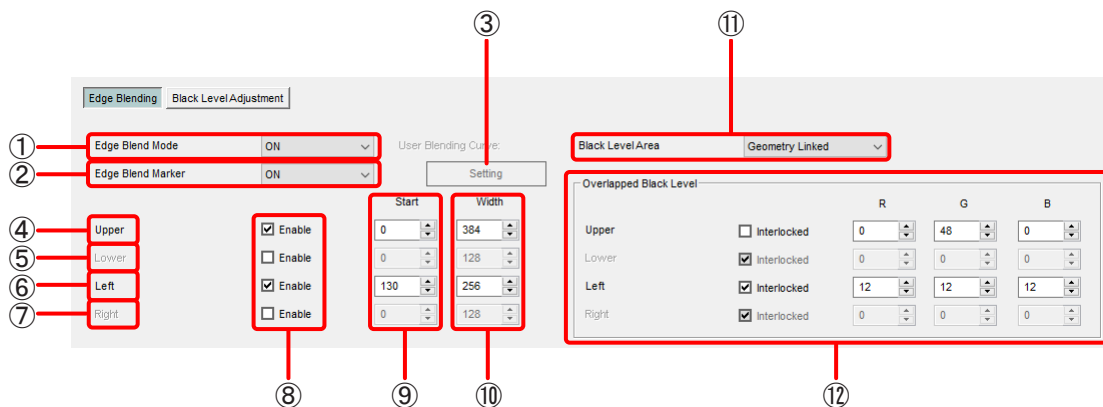 ③ ⑪
Edge Blending Black Level Adjustment
① Edge Blend Mode ON User Blending Curve: Black Level Area Geometry Linked
② Edge Blend Marker ON Setting
Overlapped Black Level
Start Width R G B
④ Upper Enable 0 384 Upper Interlocked 0 48 0
⑤ Lower Enable 0 128 Lower Interlocked 0 0 0
⑥ Left Enable 130 256 Left Interlocked 12 12 12
⑦ Right Enable 0 128 Right Interlocked 0 0 0
⑧ ⑨ ⑩ ⑫